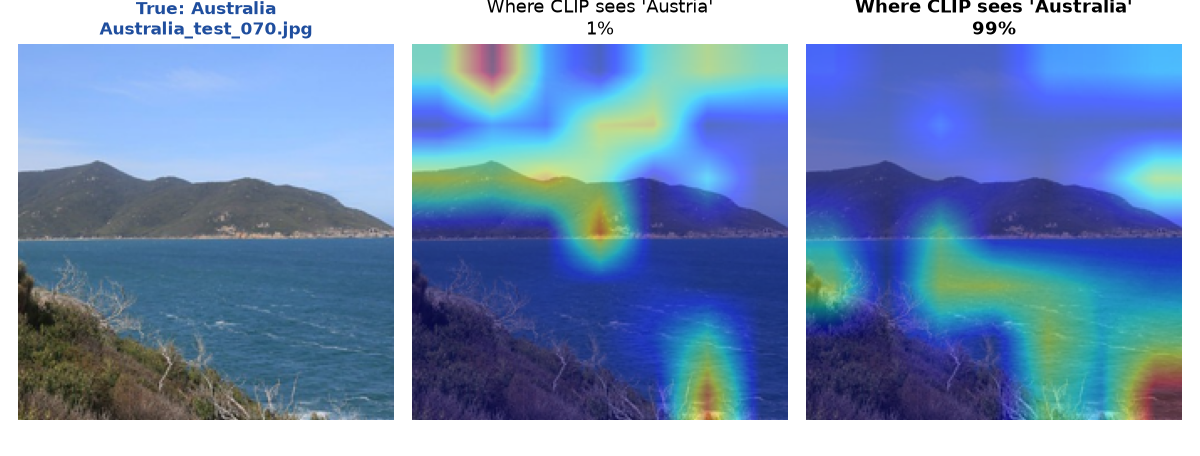 True: Australia
Australia_test_070.jpg
Where CLIP sees 'Austria'
1%
Where CLIP sees 'Australia'
99%